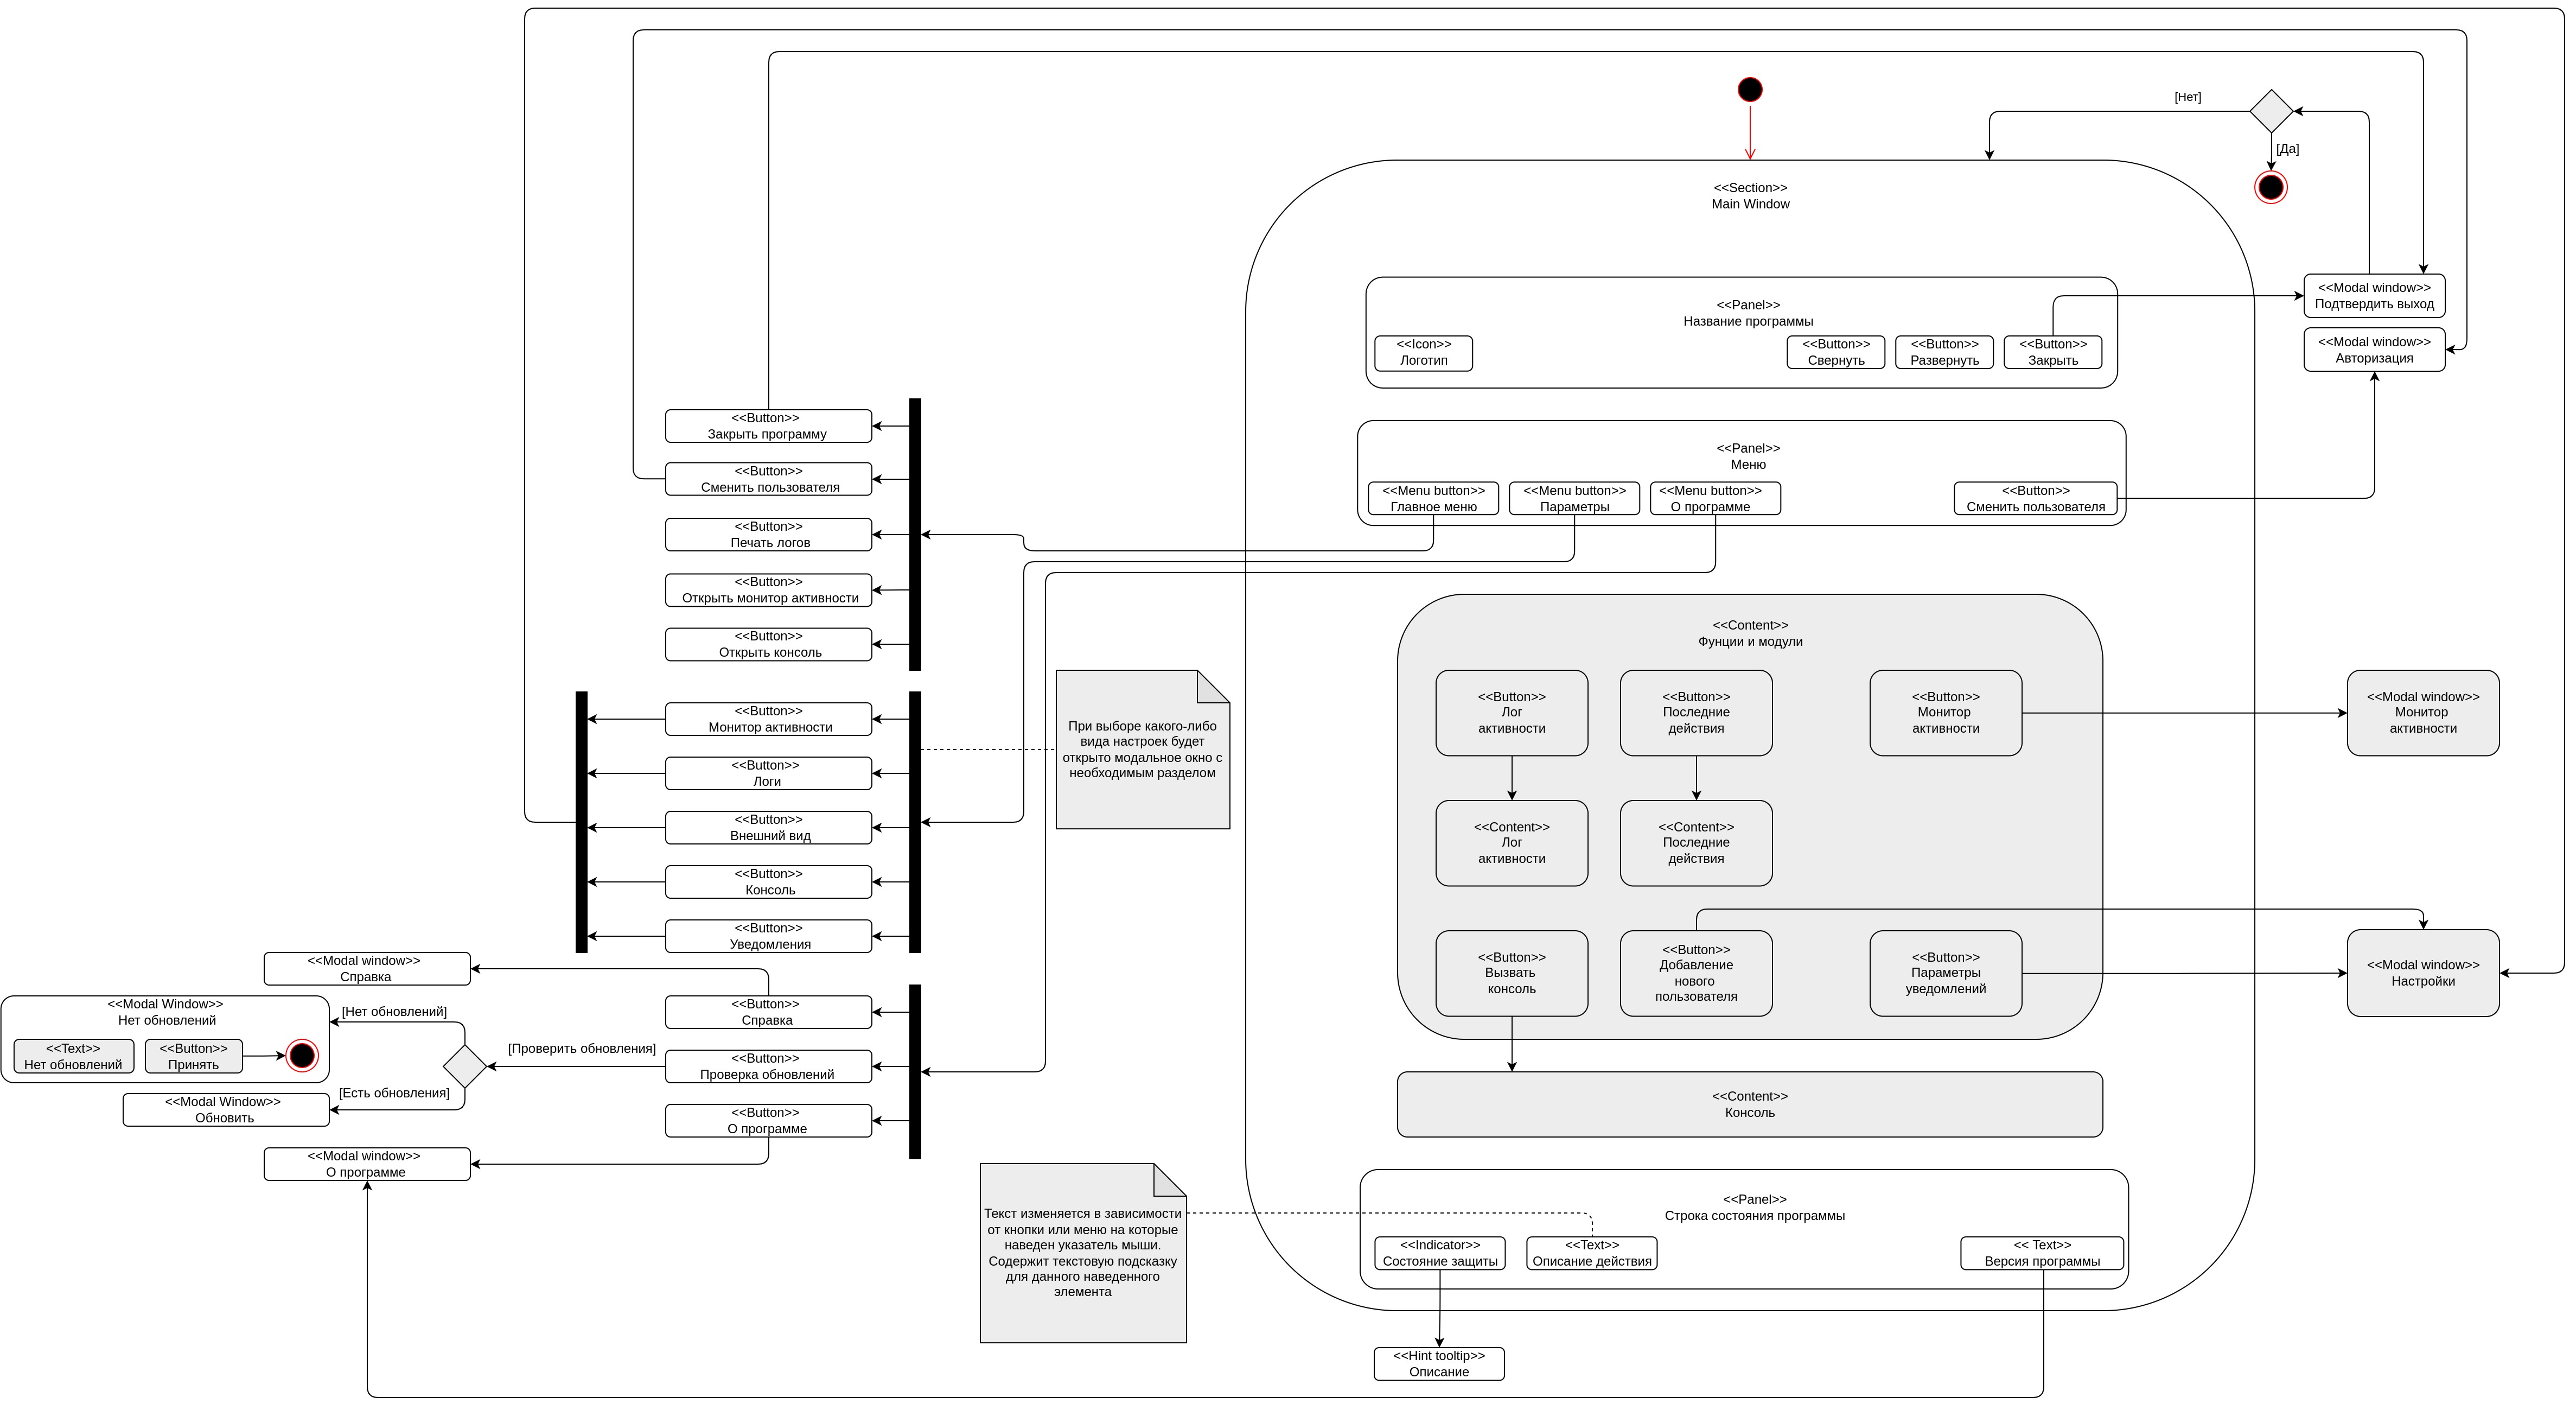 [Нет]
[Да]
<<Section>>
Main Window
<<Modal window>>
Подтвердить выход
<<Modal window>>
Авторизация
<<Panel>>
Название программы
<<Icon>>
Логотип
<<Button>>
Свернуть
<<Button>>
Развернуть
<<Button>>
Закрыть
<<Panel>>
Меню
<<Menu button>>
Главное меню
<<Menu button>>
Параметры
<<Menu button>>
О программе
<<Button>>
Сменить пользователя
<<Button>>
Закрыть программу
<<Button>>
Сменить пользователя
<<Button>>
Печать логов
<<Button>>
Открыть монитор активности
<<Button>>
Открыть консоль
<<Button>>
Монитор активности
<<Button>>
Логи
<<Button>>
Внешний вид
<<Button>>
Консоль
<<Button>>
Уведомления
При выборе какого-либо
вида настроек будет
открыто модальное окно с
необходимым разделом
<<Content>>
Фунции и модули
<<Button>>
Лог
активности
<<Button>>
Последние
действия
<<Button>>
Монитор
активности
<<Modal window>>
Монитор
активности
<<Content>>
Лог
активности
<<Content>>
Последние
действия
<<Button>>
Вызвать
консоль
<<Button>>
Добавление
нового
пользователя
<<Button>>
Параметры
уведомлений
<<Modal window>>
Настройки
<<Content>>
Консоль
<<Modal window>>
Справка
<<Modal Window>>
Нет обновлений
<<Text>>
Нет обновлений
<<Button>>
Принять
[Нет обновлений]
[Проверить обновления]
[Есть обновления]
<<Modal Window>>
Обновить
<<Modal window>>
О программе
<<Button>>
Справка
<<Button>>
Проверка обновлений
<<Button>>
О программе
Текст изменяется в зависимости
от кнопки или меню на которые
наведен указатель мыши.
Содержит текстовую подсказку
для данного наведенного
элемента
<<Panel>>
Строка состояния программы
<<Indicator>>
Состояние защиты
<<Text>>
Описание действия
<< Text>>
Версия программы
<<Hint tooltip>>
Описание